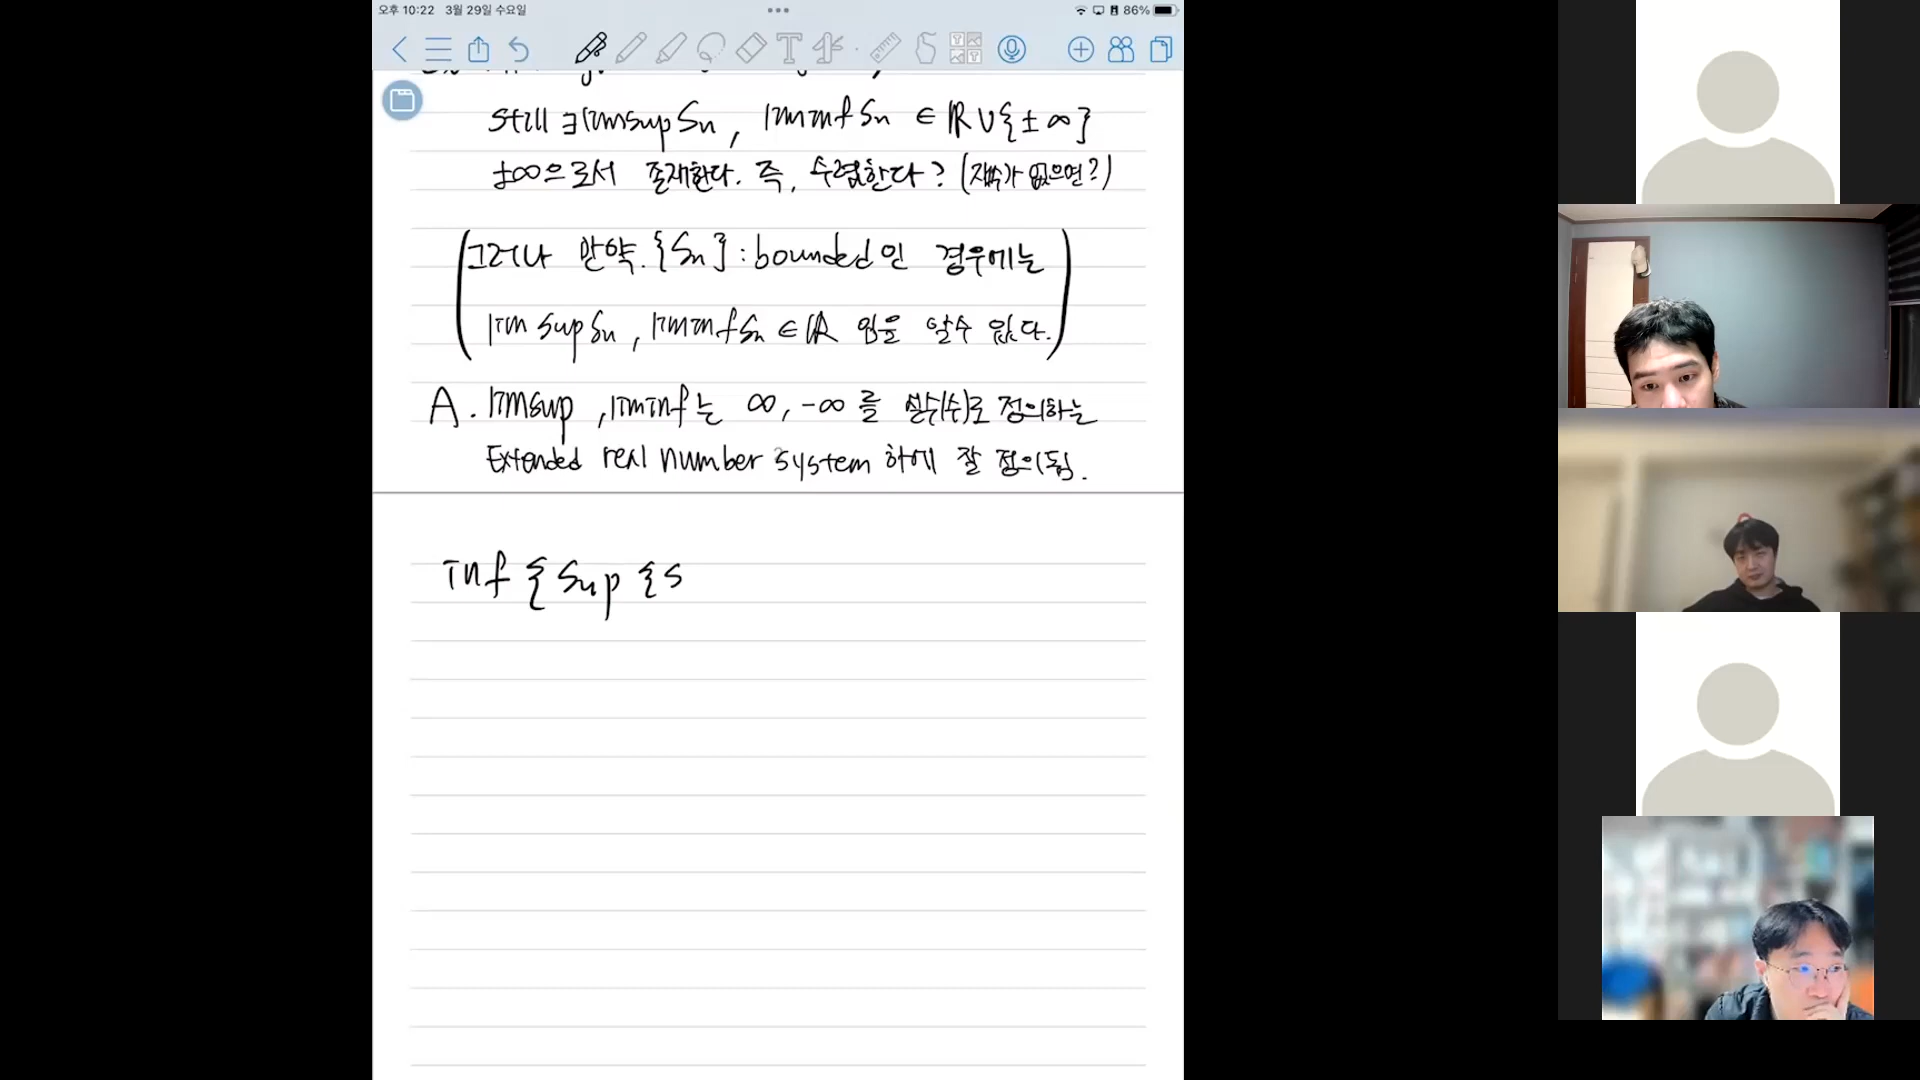 오후 10:22 3월 29일 수요일
86%
still ∃limsup Sn, liminf Sn ∈ ℝ∪{±∞}
±∞으로서 존재한다. 즉, 수렴한다? ( 없으면?)
(그러나 만약. {Sn} : bounded인 경우에는
lim sup Sn, liminf Sn ∈ ℝ 임을 알수 있다.)
A. limsup, liminf는 ∞, -∞ 를 실수(수)로 정의하는
Extended real number system 하에 잘 정의(됨).
inf { sup { s